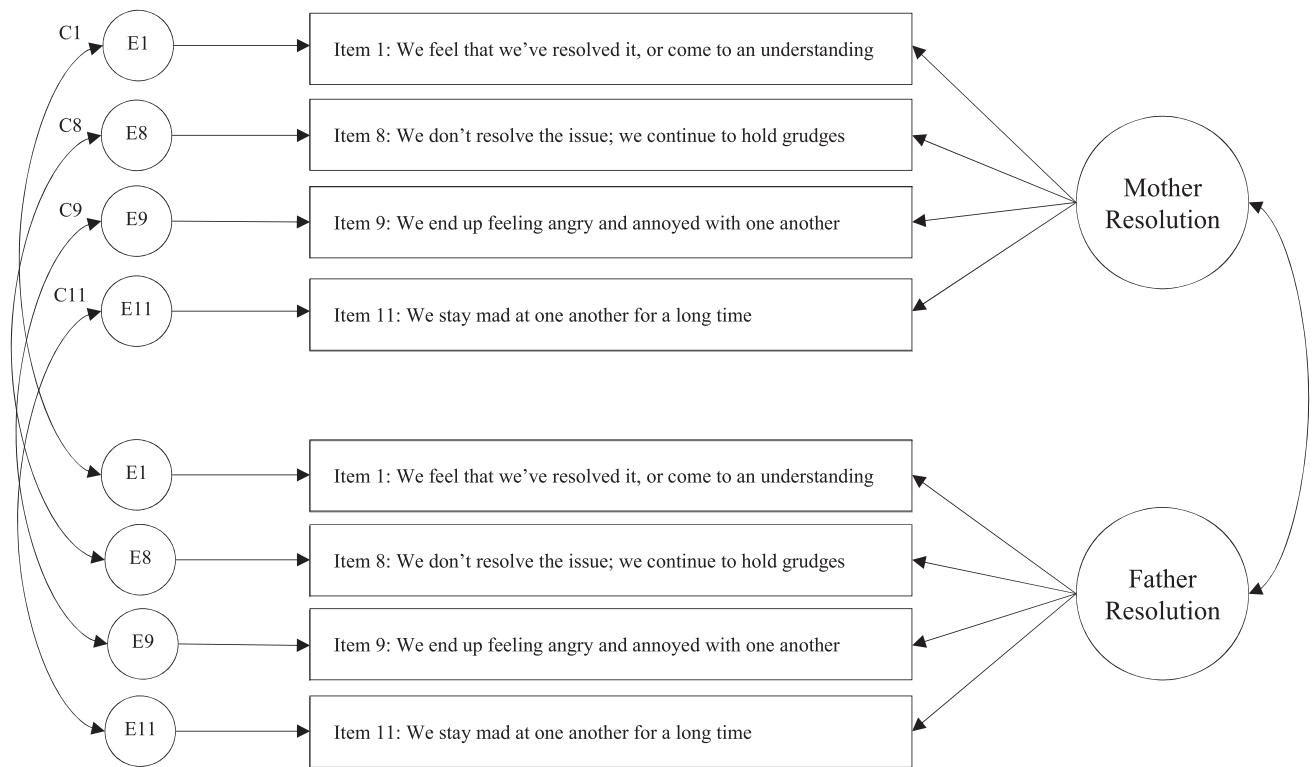 C1
E1
Item 1: We feel that we’ve resolved it, or come to an understanding
C8
E8
Item 8: We don’t resolve the issue; we continue to hold grudges
C9
E9
Item 9: We end up feeling angry and annoyed with one another
C11
E11
Item 11: We stay mad at one another for a long time
Mother
Resolution
E1
Item 1: We feel that we’ve resolved it, or come to an understanding
E8
Item 8: We don’t resolve the issue; we continue to hold grudges
E9
Item 9: We end up feeling angry and annoyed with one another
E11
Item 11: We stay mad at one another for a long time
Father
Resolution